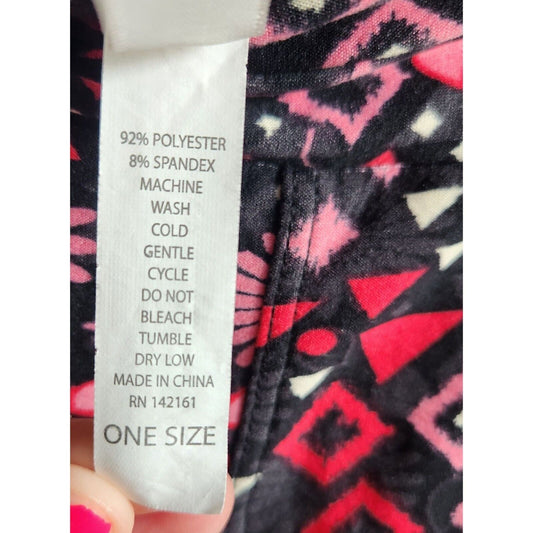 92% POLYESTER
8% SPANDEX
MACHINE
WASH
COLD
GENTLE
CYCLE
DO NOT
BLEACH
TUMBLE
DRY LOW
MADE IN CHINA
RN 142161
ONE SIZE